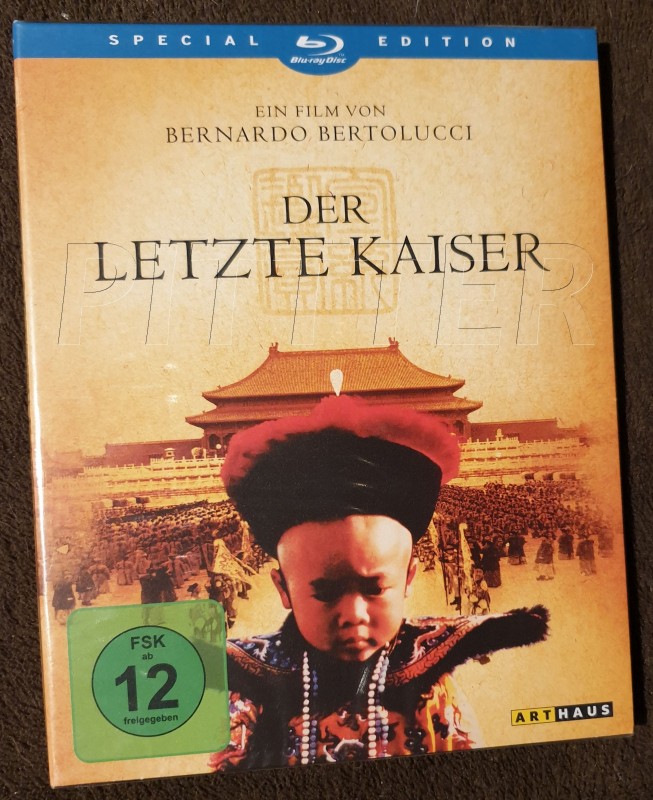 SPECIAL Blu-ray Disc EDITION
EIN FILM VON
BERNARDO BERTOLUCCI
DER
LETZTE KAISER
FSK
ab
12
freigegeben
ARTHAUS